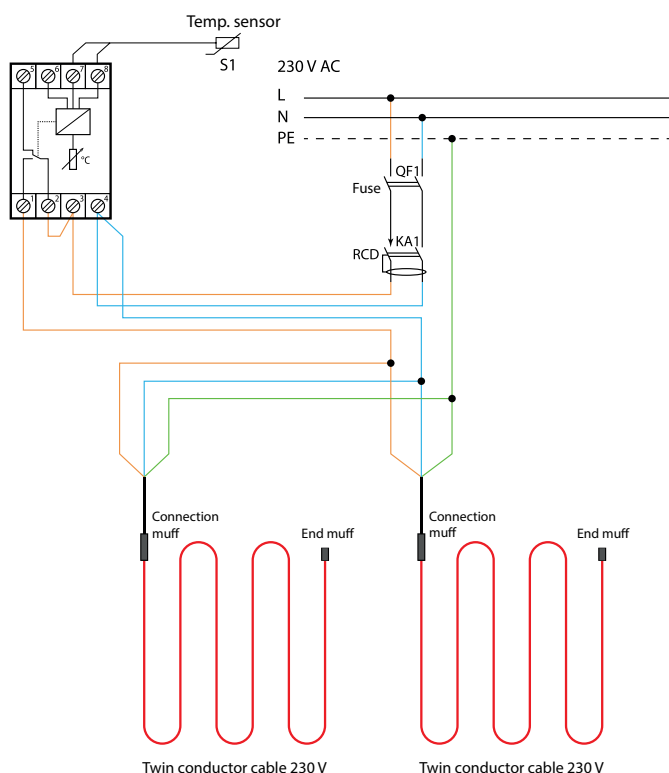 Temp. sensor
S1
230 V AC
L
N
PE
5 6 7 8
°C
1 2 3 4
QF1
Fuse
KA1
RCD
Connection
muff
End muff
Connection
muff
End muff
Twin conductor cable 230 V
Twin conductor cable 230 V